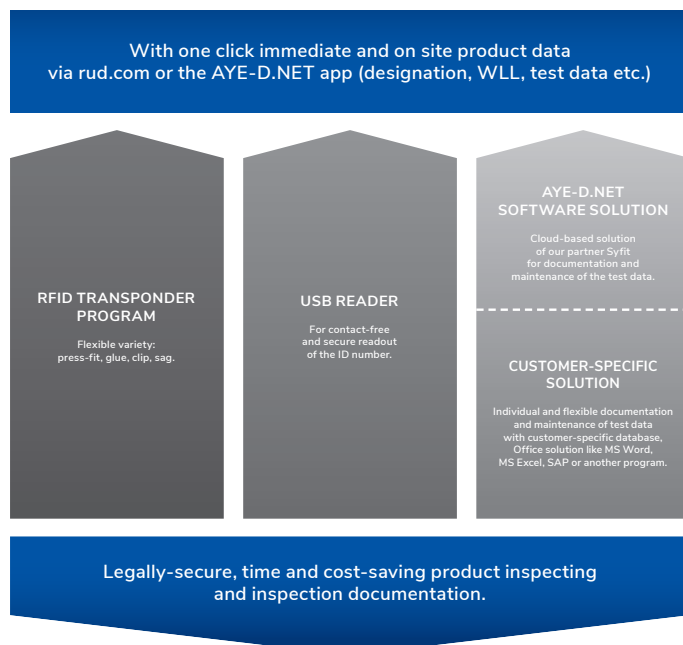 With one click immediate and on site product data
via rud.com or the AYE-D.NET app (designation, WLL, test data etc.)
RFID TRANSPONDER
PROGRAM
Flexible variety:
press-fit, glue, clip, sag.
USB READER
For contact-free
and secure readout
of the ID number.
AYE-D.NET
SOFTWARE SOLUTION
Cloud-based solution
of our partner Syfit
for documentation and
maintenance of the test data.
CUSTOMER-SPECIFIC
SOLUTION
Individual and flexible documentation
and maintenance of test data
with customer-specific database,
Office solution like MS Word,
MS Excel, SAP or another program.
Legally-secure, time and cost-saving product inspecting
and inspection documentation.